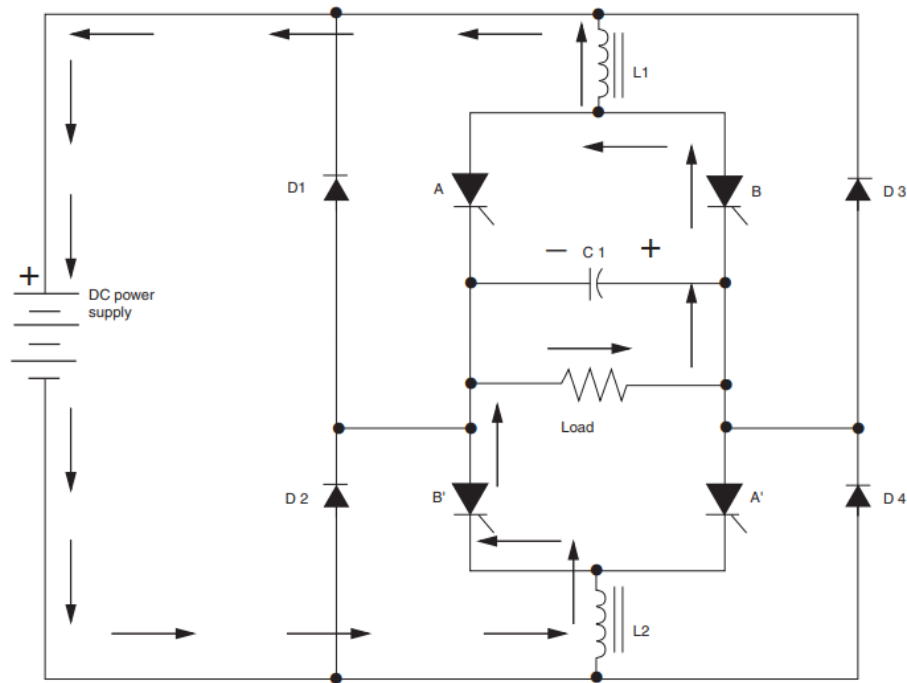 L1
D1
A
B
D 3
− C 1 +
+
DC power
supply
Load
D 2
B'
A'
D 4
L2